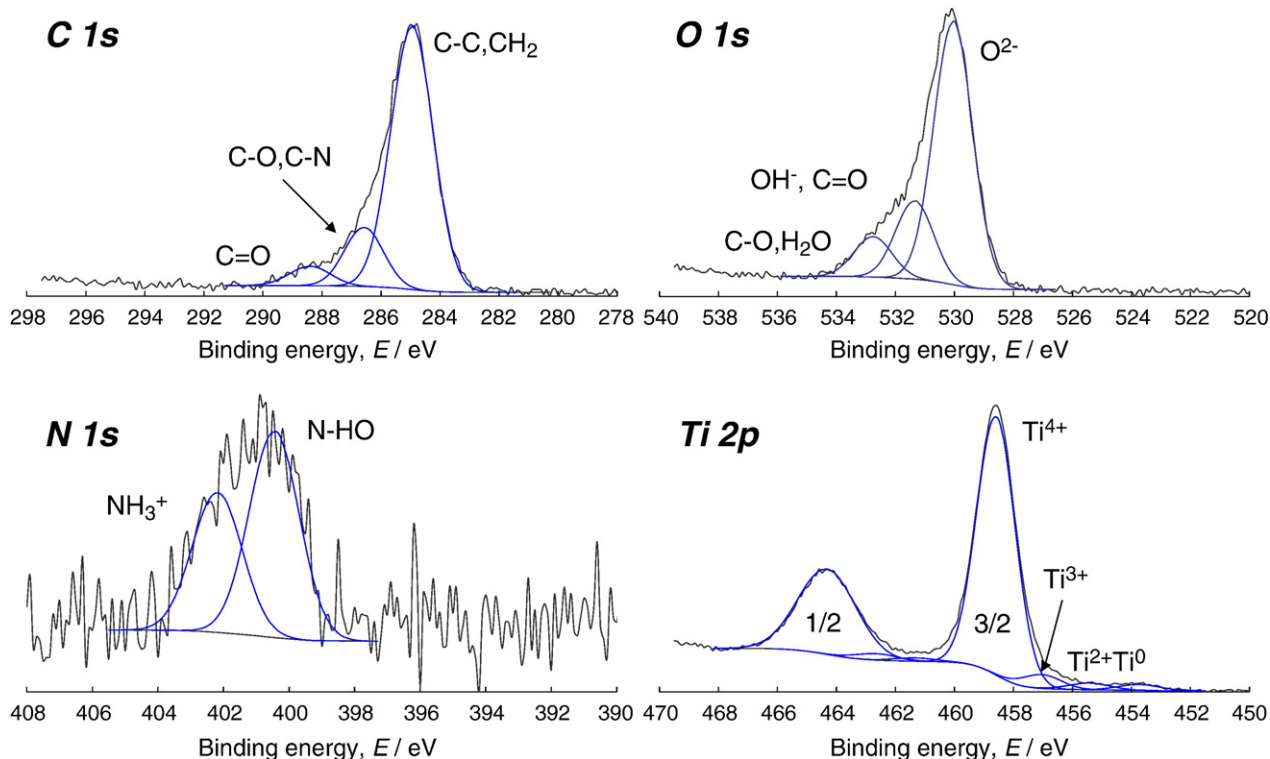 C 1s
C-C,CH₂
C-O,C-N
C=O
298 296 294 292 290 288 286 284 282 280 278
Binding energy, E / eV
O 1s
O²⁻
OH⁻, C=O
C-O,H₂O
540 538 536 534 532 530 528 526 524 522 520
Binding energy, E / eV
N 1s
N-HO
NH₃⁺
408 406 404 402 400 398 396 394 392 390
Binding energy, E / eV
Ti 2p
Ti⁴⁺
Ti³⁺
1/2
3/2
Ti²⁺Ti⁰
470 468 466 464 462 460 458 456 454 452 450
Binding energy, E / eV